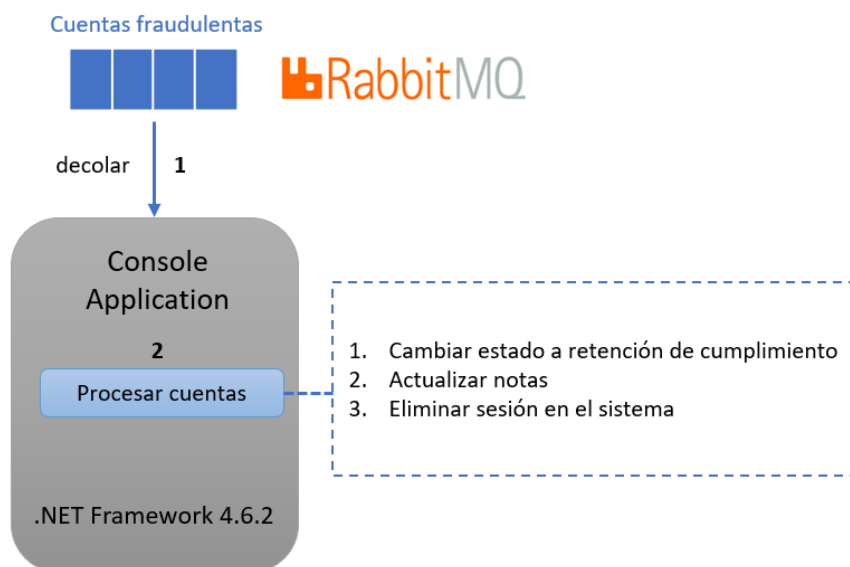 Cuentas fraudulentas
RabbitMQ
decolar 1
Console
Application
2
Procesar cuentas
.NET Framework 4.6.2
1. Cambiar estado a retención de cumplimiento
2. Actualizar notas
3. Eliminar sesión en el sistema